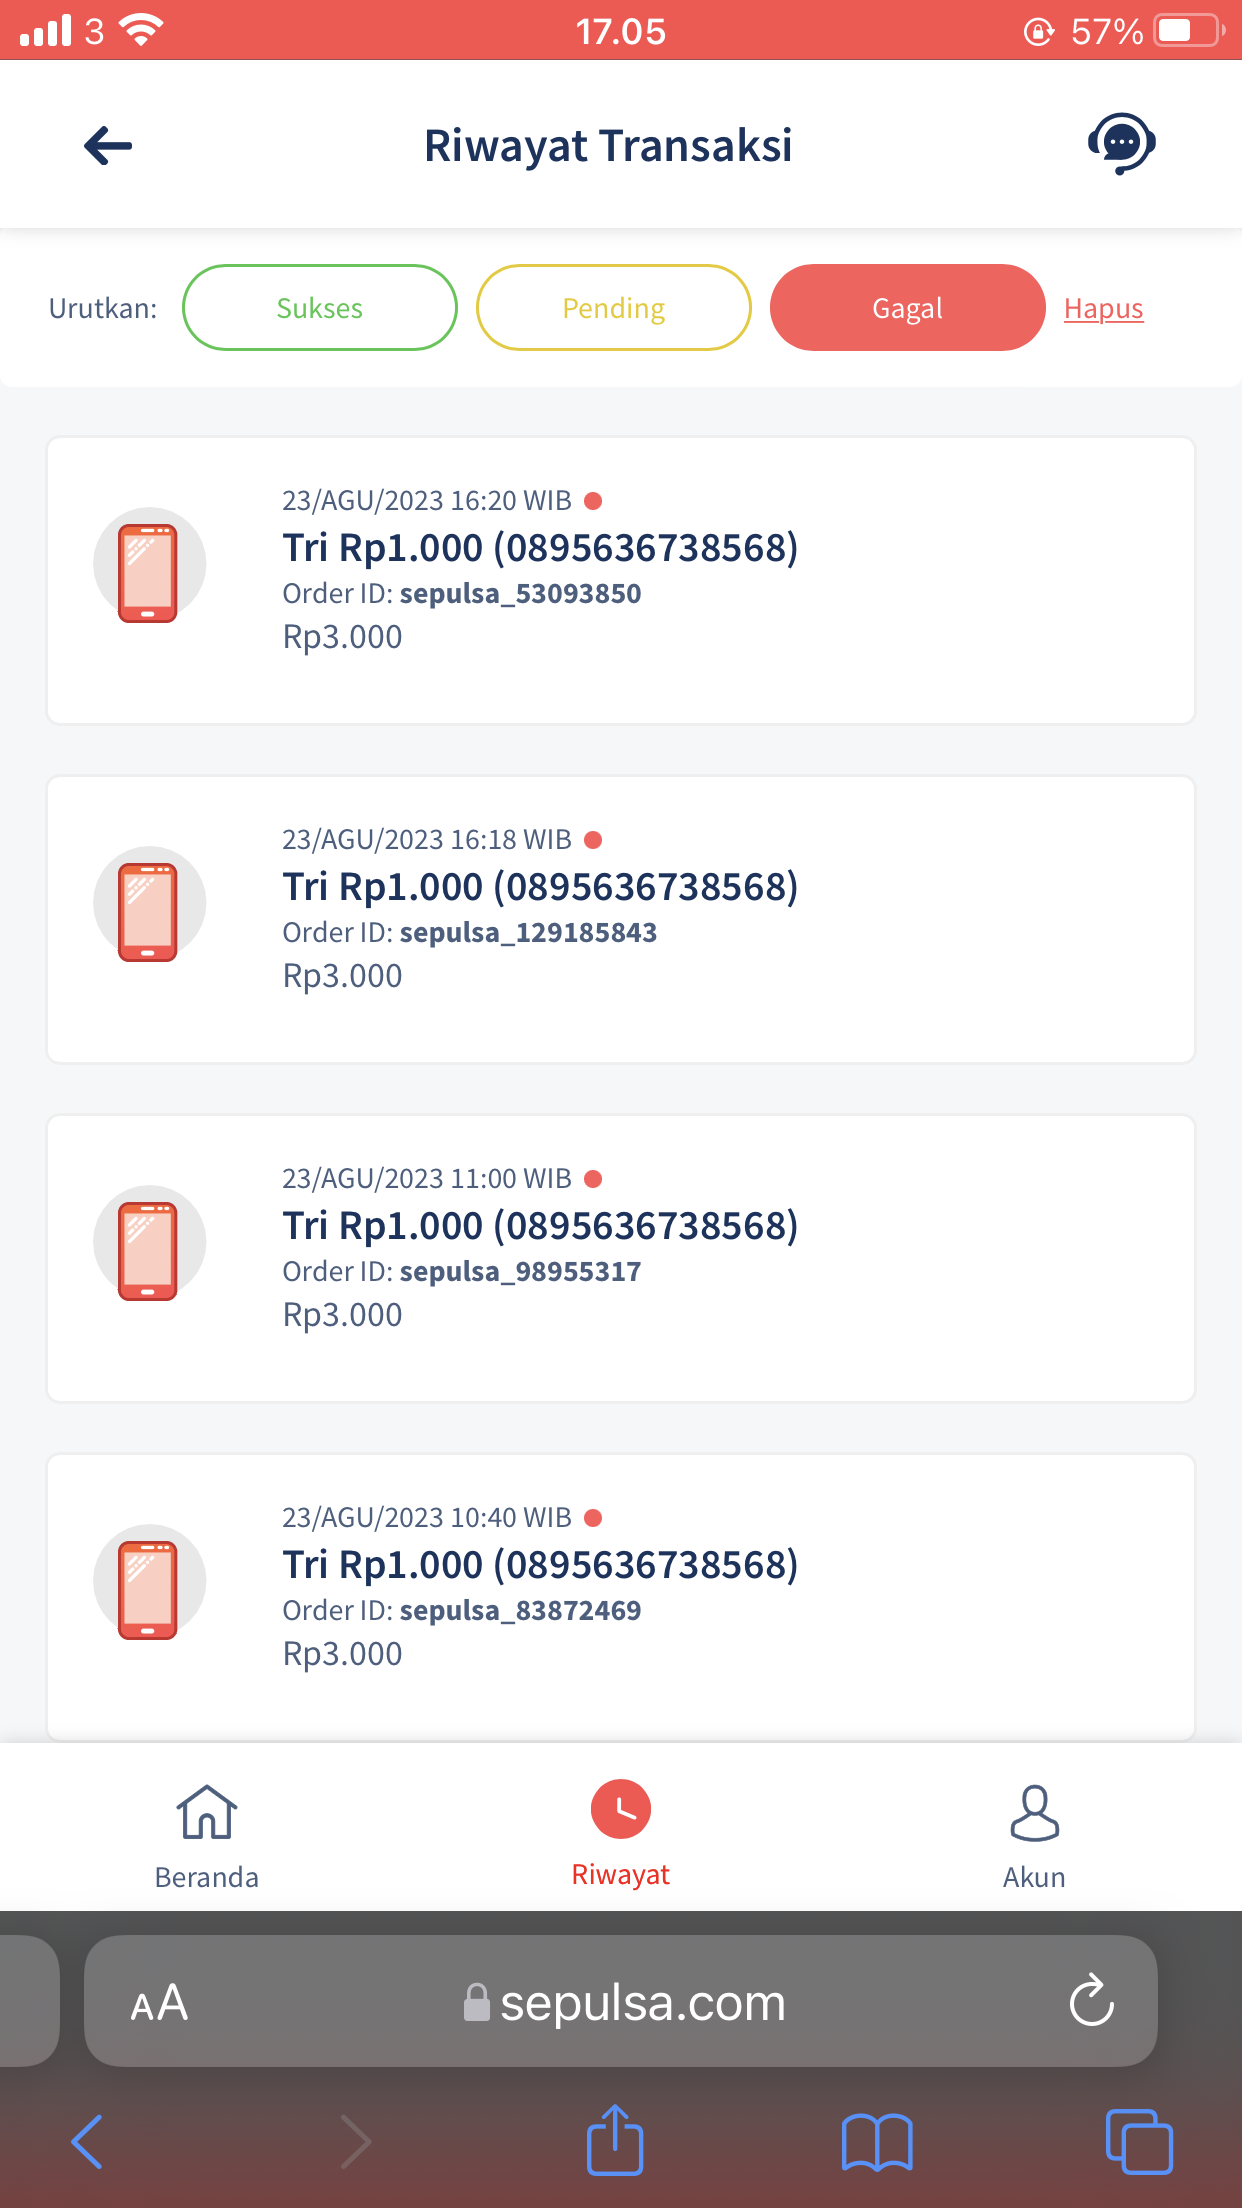 3 17.05 57%
Riwayat Transaksi
Urutkan: Sukses Pending Gagal Hapus
23/AGU/2023 16:20 WIB
Tri Rp1.000 (0895636738568)
Order ID: sepulsa_53093850
Rp3.000
23/AGU/2023 16:18 WIB
Tri Rp1.000 (0895636738568)
Order ID: sepulsa_129185843
Rp3.000
23/AGU/2023 11:00 WIB
Tri Rp1.000 (0895636738568)
Order ID: sepulsa_98955317
Rp3.000
23/AGU/2023 10:40 WIB
Tri Rp1.000 (0895636738568)
Order ID: sepulsa_83872469
Rp3.000
Beranda Riwayat Akun
AA sepulsa.com